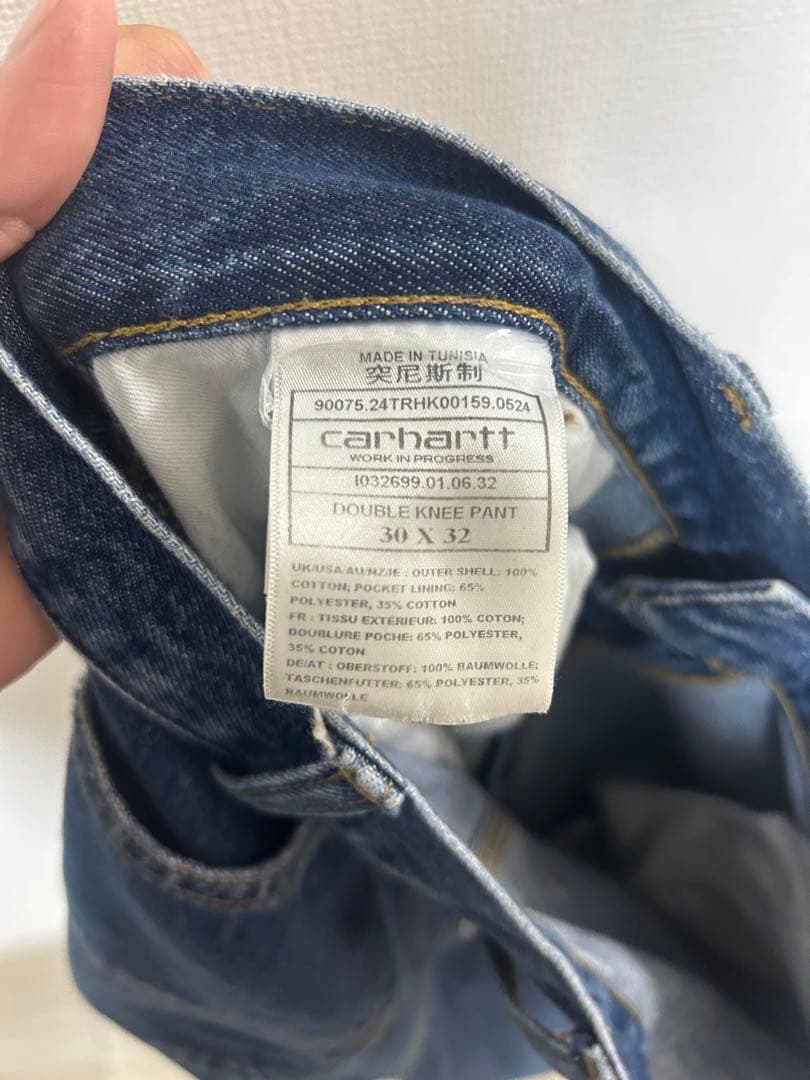 MADE IN TUNISIA
突尼斯制
90075.24TRHK00159.0524
carhartt
WORK IN PROGRESS
I032699.01.06.32
DOUBLE KNEE PANT
30 X 32
UK/USA/AU/NZ/IE : OUTER SHELL: 100%
COTTON; POCKET LINING: 65%
POLYESTER, 35% COTTON
FR : TISSU EXTÉRIEUR: 100% COTON;
DOUBLURE POCHE: 65% POLYESTER,
35% COTON
DE/AT : OBERSTOFF: 100% BAUMWOLLE;
TASCHENFUTTER: 65% POLYESTER, 35%
BAUMWOLLE